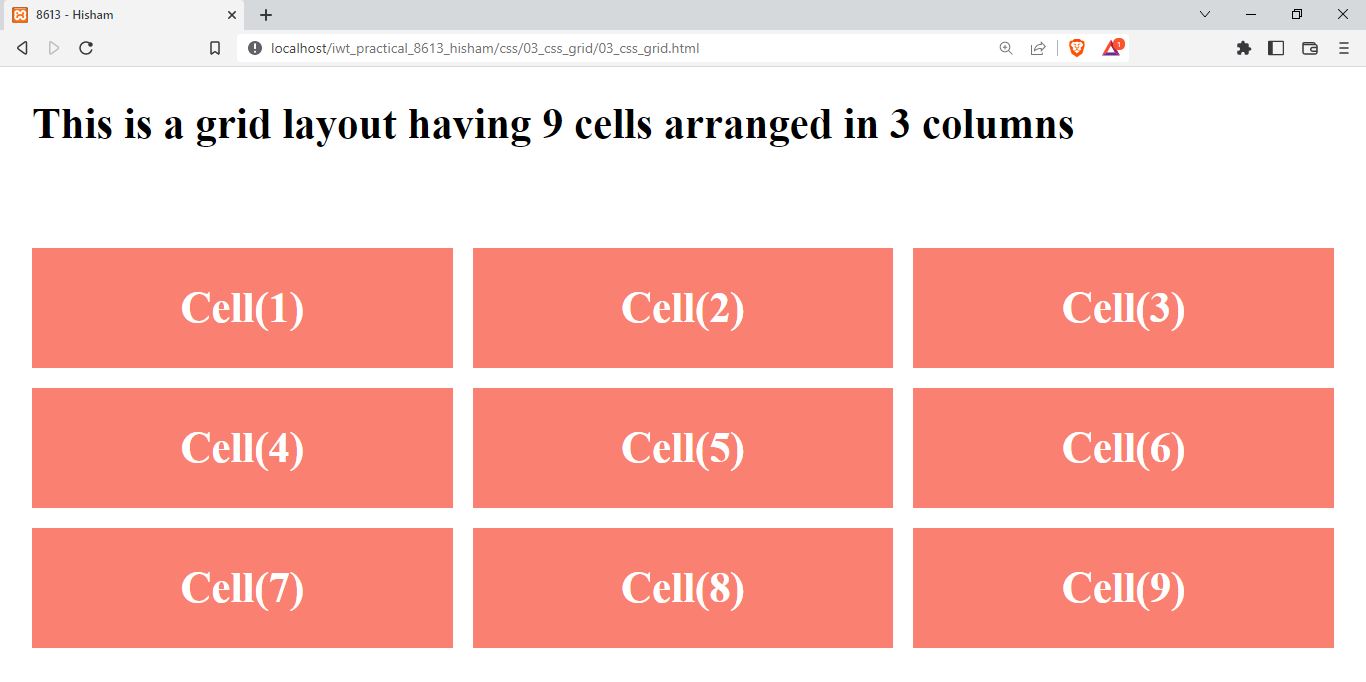 8613 - Hisham
localhost/iwt_practical_8613_hisham/css/03_css_grid/03_css_grid.html
1
This is a grid layout having 9 cells arranged in 3 columns
Cell(1) Cell(2) Cell(3)
Cell(4) Cell(5) Cell(6)
Cell(7) Cell(8) Cell(9)